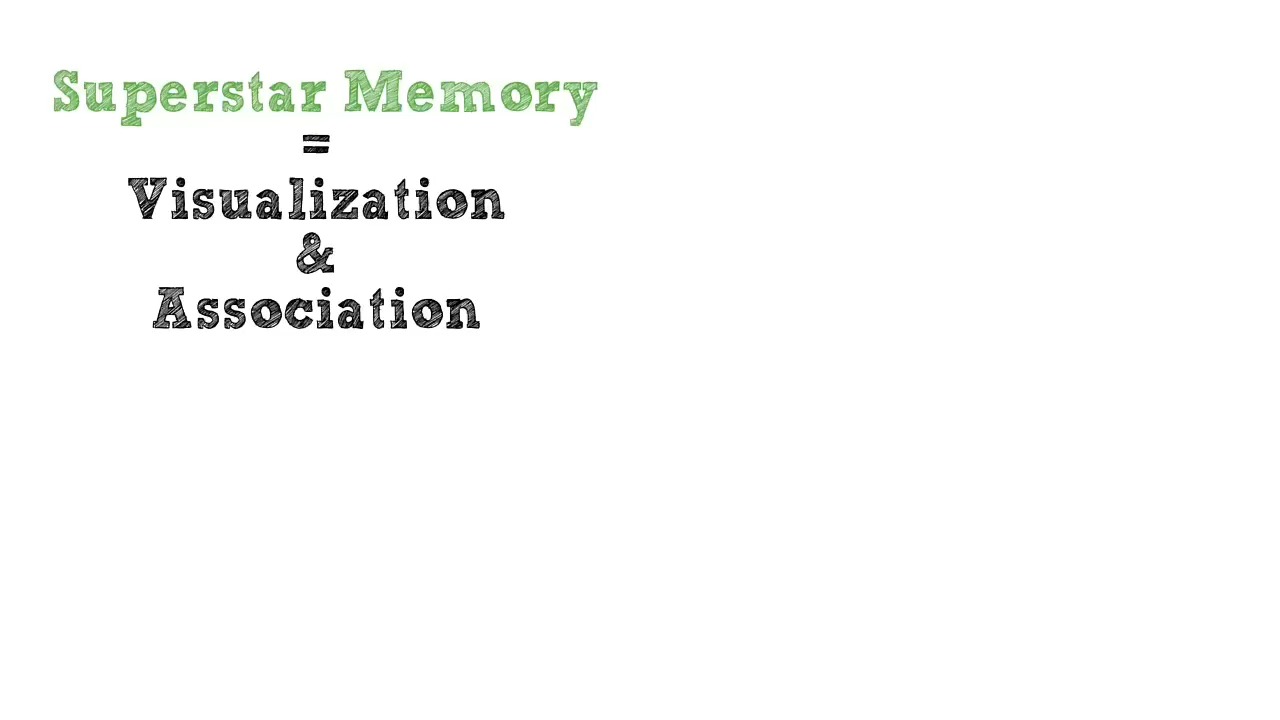 Superstar Memory
=
Visualization
&
Association